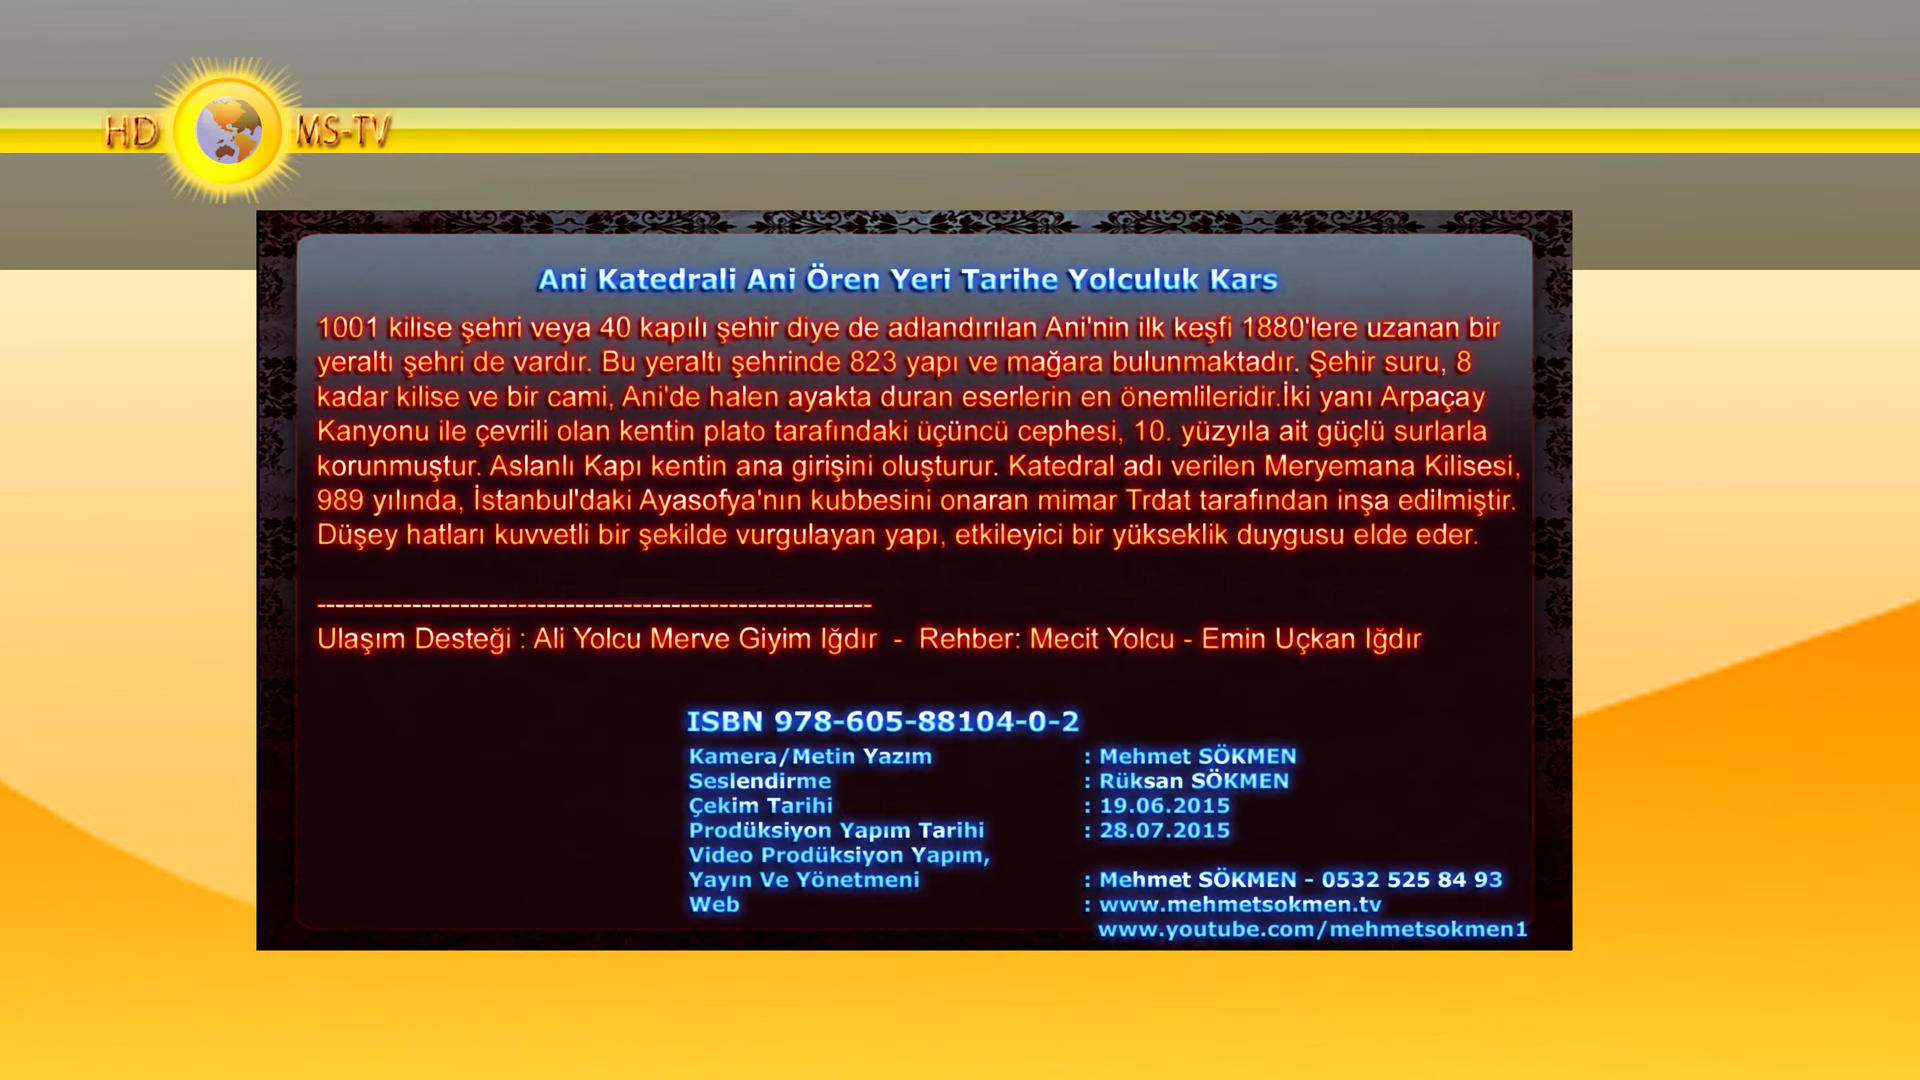 HD MS-TV
Ani Katedrali Ani Ören Yeri Tarihe Yolculuk Kars
1001 kilise şehri veya 40 kapılı şehir diye de adlandırılan Ani'nin ilk keşfi 1880'lere uzanan bir
yeraltı şehri de vardır. Bu yeraltı şehrinde 823 yapı ve mağara bulunmaktadır. Şehir suru, 8
kadar kilise ve bir cami, Ani'de halen ayakta duran eserlerin en önemlileridir.İki yanı Arpaçay
Kanyonu ile çevrili olan kentin plato tarafındaki üçüncü cephesi, 10. yüzyıla ait güçlü surlarla
korunmuştur. Aslanlı Kapı kentin ana girişini oluşturur. Katedral adı verilen Meryemana Kilisesi,
989 yılında, İstanbul'daki Ayasofya'nın kubbesini onaran mimar Trdat tarafından inşa edilmiştir.
Düşey hatları kuvvetli bir şekilde vurgulayan yapı, etkileyici bir yükseklik duygusu elde eder.
-----------------------------------------------------------
Ulaşım Desteği : Ali Yolcu Merve Giyim Iğdır - Rehber: Mecit Yolcu - Emin Uçkan Iğdır
ISBN 978-605-88104-0-2
Kamera/Metin Yazım : Mehmet SÖKMEN
Seslendirme : Rüksan SÖKMEN
Çekim Tarihi : 19.06.2015
Prodüksiyon Yapım Tarihi : 28.07.2015
Video Prodüksiyon Yapım,
Yayın Ve Yönetmeni : Mehmet SÖKMEN - 0532 525 84 93
Web : www.mehmetsokmen.tv
www.youtube.com/mehmetsokmen1